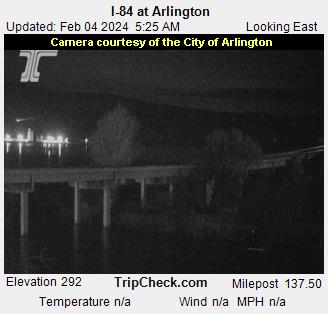 I-84 at Arlington
Updated: Feb 04 2024 5:25 AM Looking East
Camera courtesy of the City of Arlington
Elevation 292 TripCheck.com Milepost 137.50
Temperature n/a Wind n/a MPH n/a